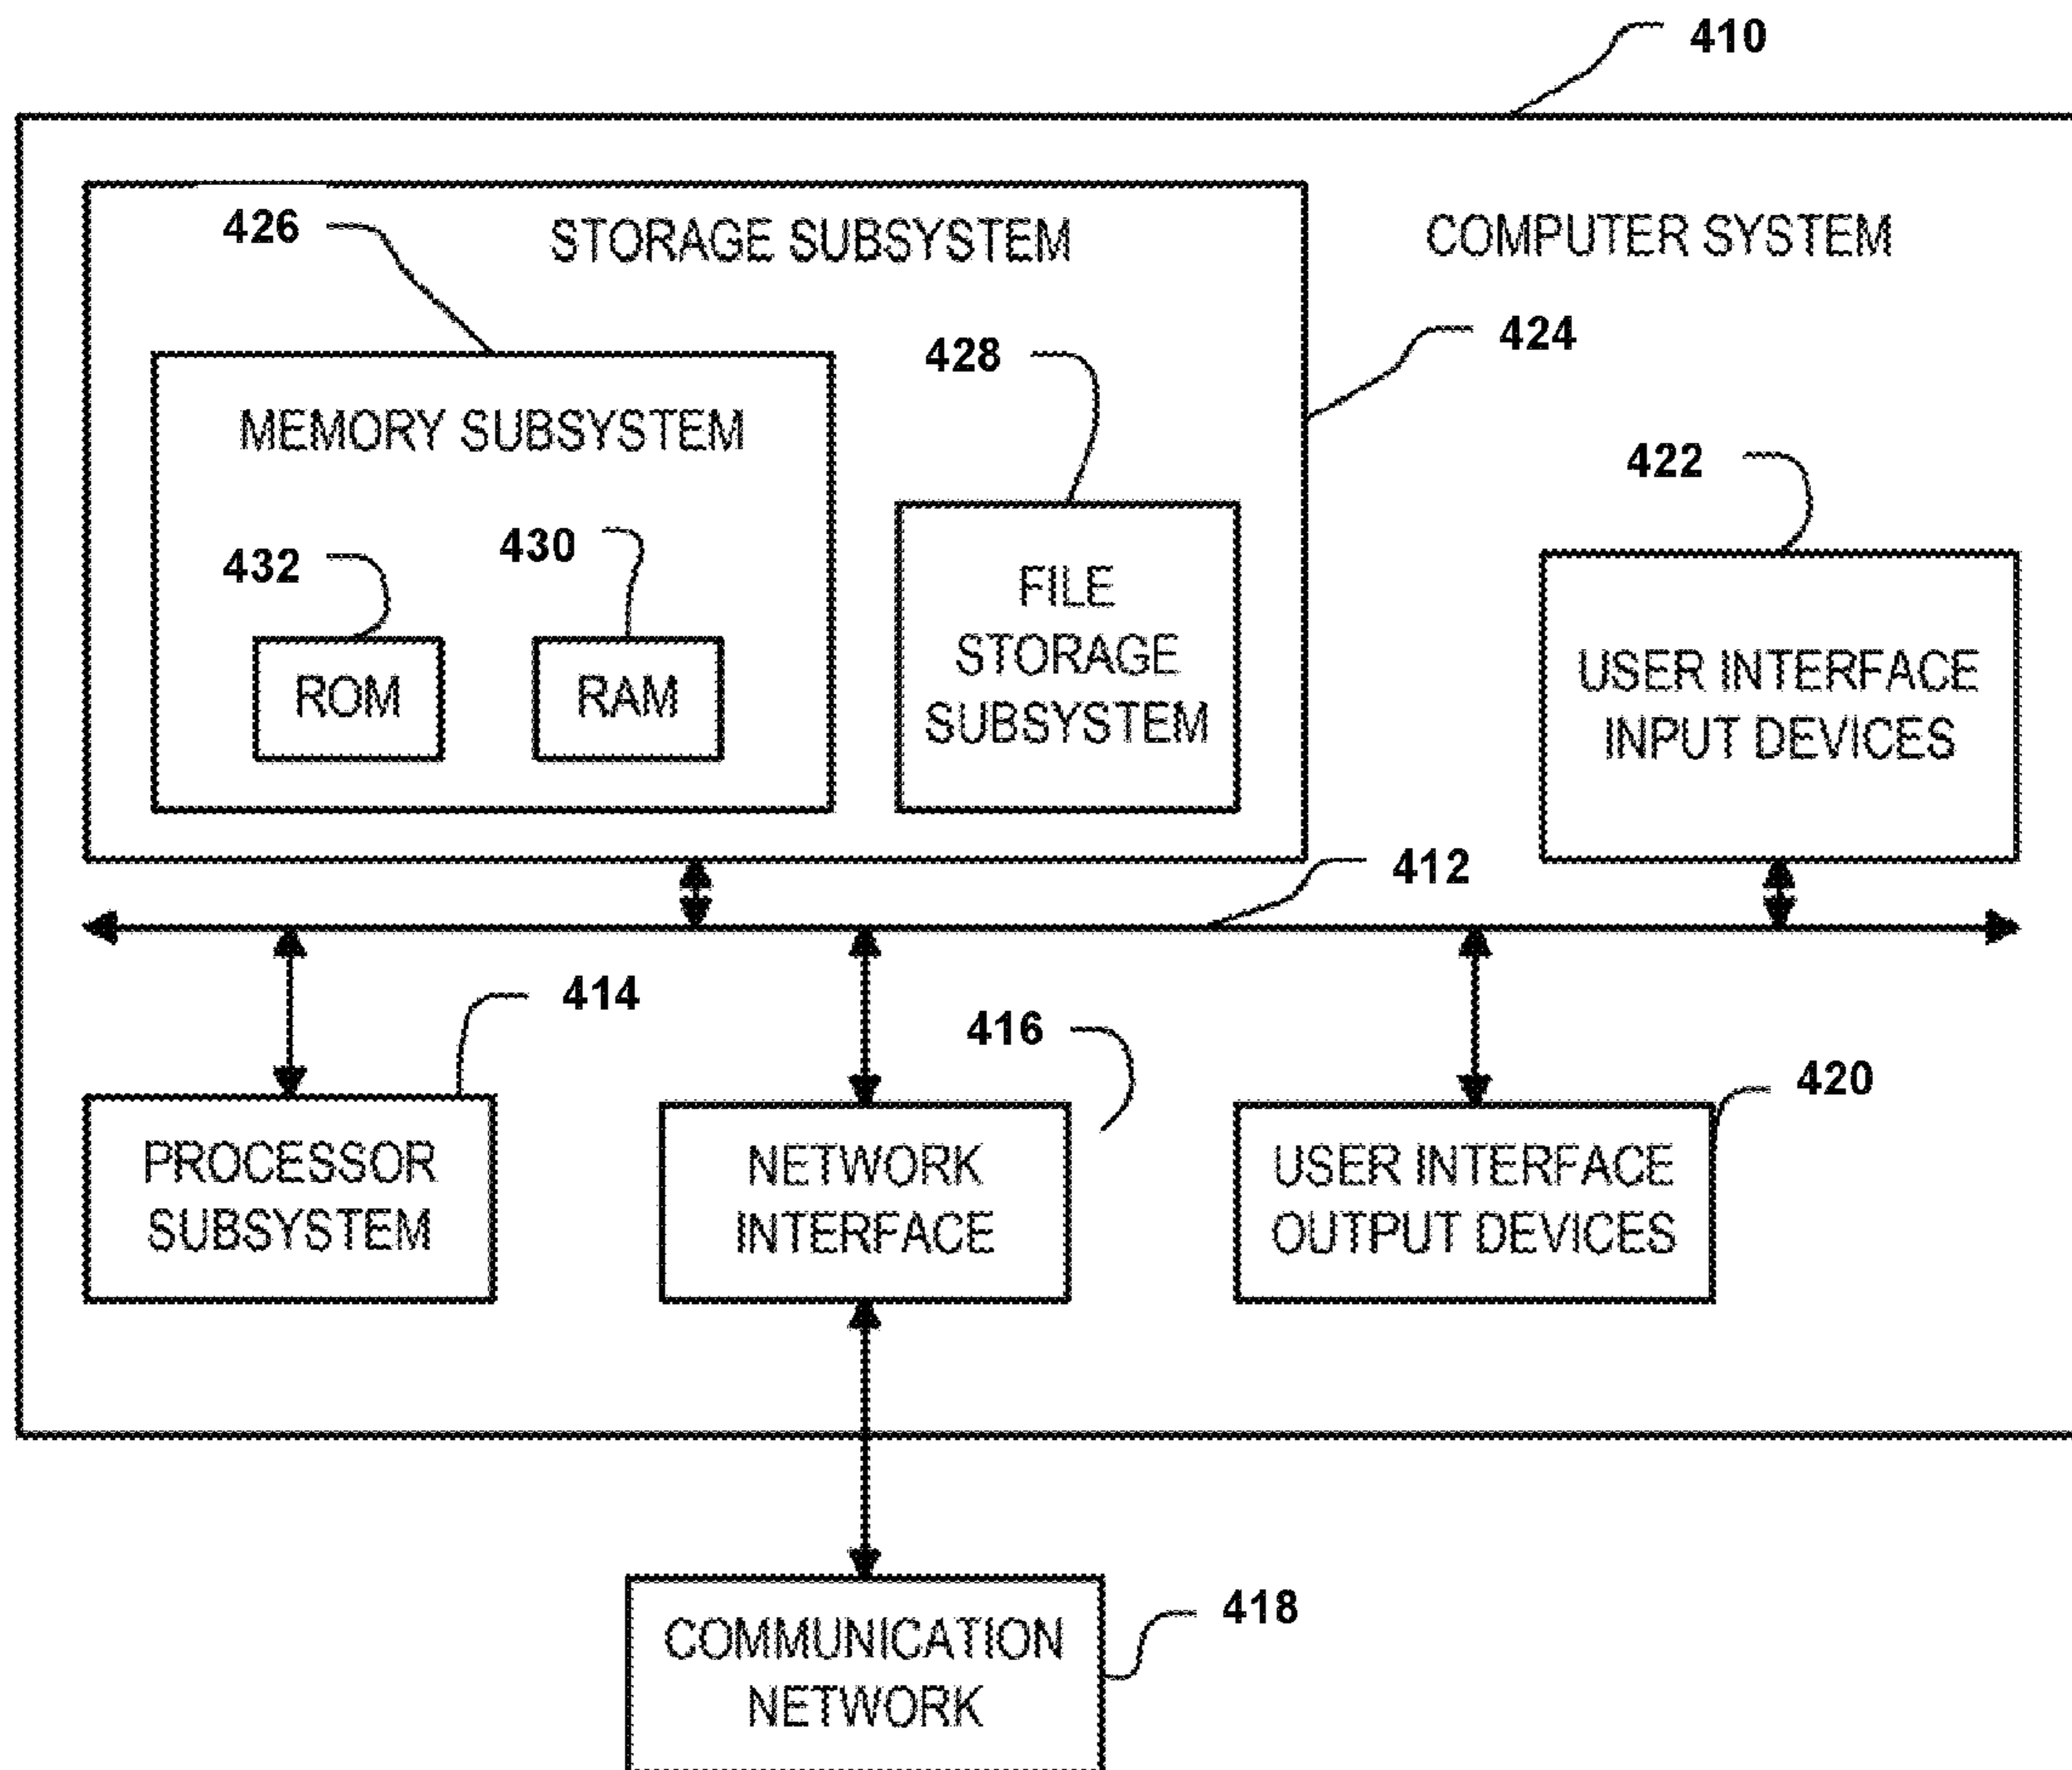 410
426
STORAGE SUBSYSTEM
COMPUTER SYSTEM
424
428
MEMORY SUBSYSTEM
422
432
430
FILE
STORAGE
SUBSYSTEM
ROM
RAM
USER INTERFACE
INPUT DEVICES
412
414
416
420
PROCESSOR
SUBSYSTEM
NETWORK
INTERFACE
USER INTERFACE
OUTPUT DEVICES
418
COMMUNICATION
NETWORK